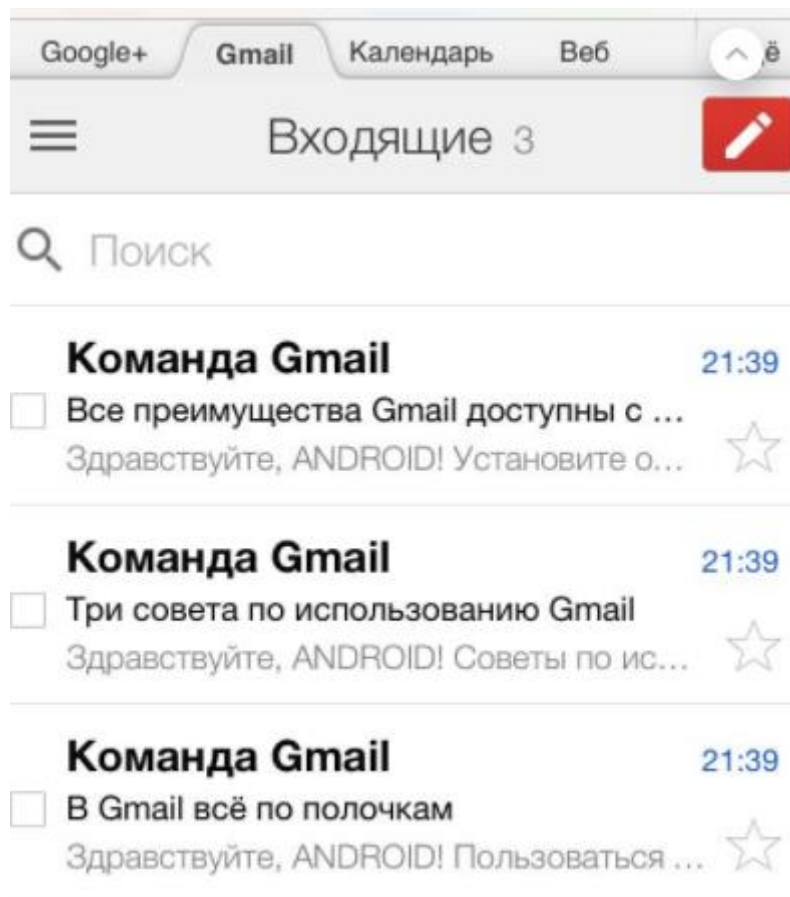 Google+ Gmail Календарь Веб ё
Входящие 3
Поиск
Команда Gmail 21:39
Все преимущества Gmail доступны с ...
Здравствуйте, ANDROID! Установите о...
Команда Gmail 21:39
Три совета по использованию Gmail
Здравствуйте, ANDROID! Советы по ис...
Команда Gmail 21:39
В Gmail всё по полочкам
Здравствуйте, ANDROID! Пользоваться ...